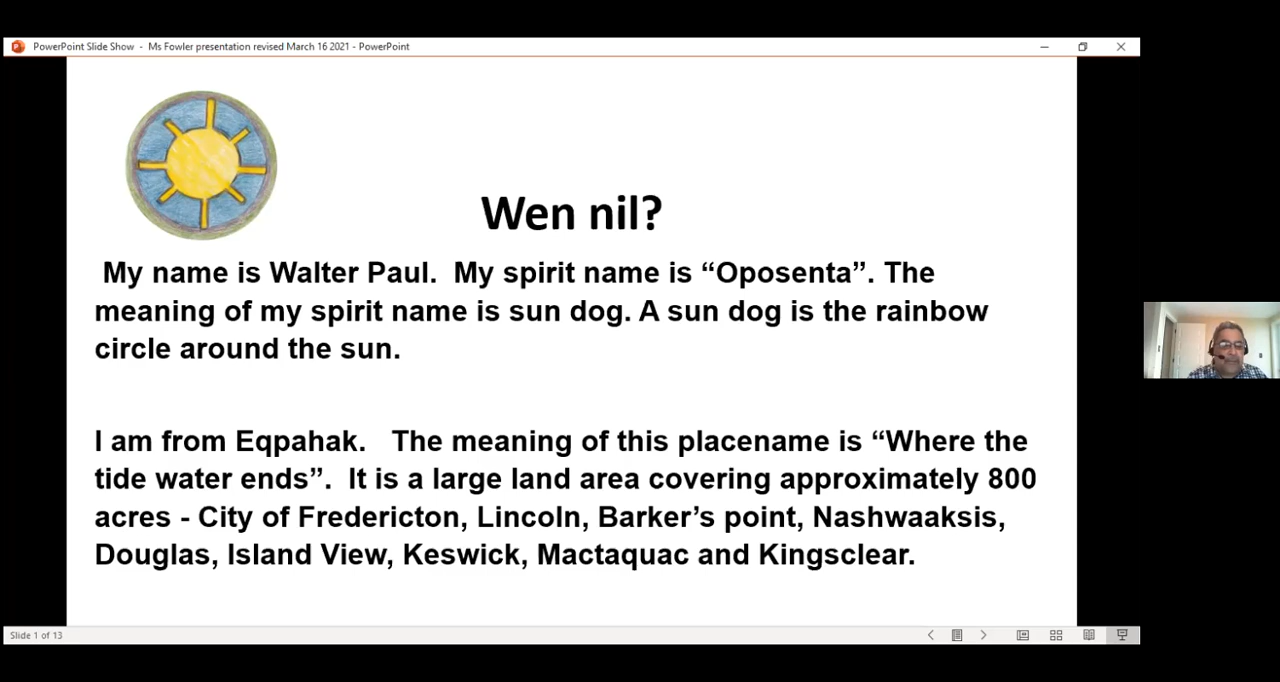 PowerPoint Slide Show - Ms Fowler presentation revised March 16 2021 - PowerPoint
Wen nil?
My name is Walter Paul. My spirit name is “Oposenta”. The
meaning of my spirit name is sun dog. A sun dog is the rainbow
circle around the sun.
I am from Eqpahak. The meaning of this placename is “Where the
tide water ends”. It is a large land area covering approximately 800
acres - City of Fredericton, Lincoln, Barker’s point, Nashwaaksis,
Douglas, Island View, Keswick, Mactaquac and Kingsclear.
Slide 1 of 13